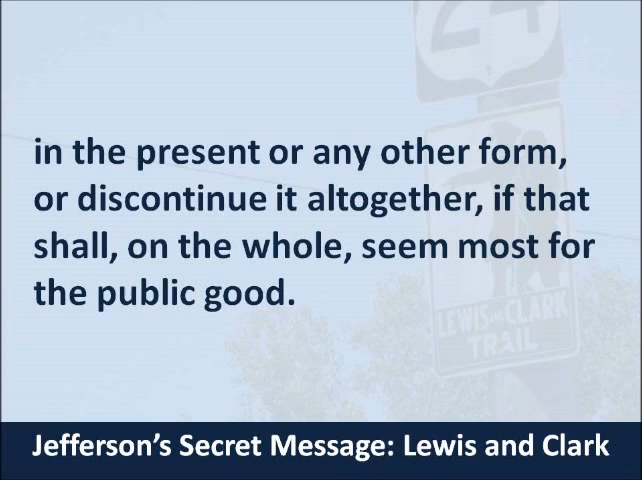 24
in the present or any other form,
or discontinue it altogether, if that
shall, on the whole, seem most for
the public good.
LEWIS AND CLARK
TRAIL
Jefferson’s Secret Message: Lewis and Clark